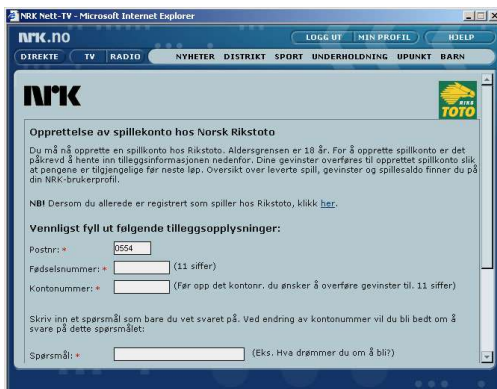 NRK Nett-TV - Microsoft Internet Explorer
nrk.no
LOGG UT | MIN PROFIL HJELP
DIREKTE TV RADIO NYHETER DISTRIKT SPORT UNDERHOLDNING UPUNKT BARN
nrk
RIKS
TOTO
Opprettelse av spillekonto hos Norsk Rikstoto
Du må nå opprette en spillkonto hos Rikstoto. Aldersgrensen er 18 år. For å opprette spillkonto er det
påkrevd å hente inn tilleggsinformasjonen nedenfor. Dine gevinster overføres til opprettet spillkonto slik
at pengene er tilgjengelige før neste løp. Oversikt over leverte spill, gevinster og spillesaldo finner du på
din NRK-brukerprofil.
NB! Dersom du allerede er registrert som spiller hos Rikstoto, klikk her.
Vennligst fyll ut følgende tilleggsopplysninger:
Postnr: * 0554
Fødselsnummer: * (11 siffer)
Kontonummer: * (Før opp det kontonr. du ønsker å overføre gevinster til. 11 siffer)
Skriv inn et spørsmål som bare du vet svaret på. Ved endring av kontonummer vil du bli bedt om å
svare på dette spørsmålet:
Spørsmål: * (Eks. Hva drømmer du om å bli?)